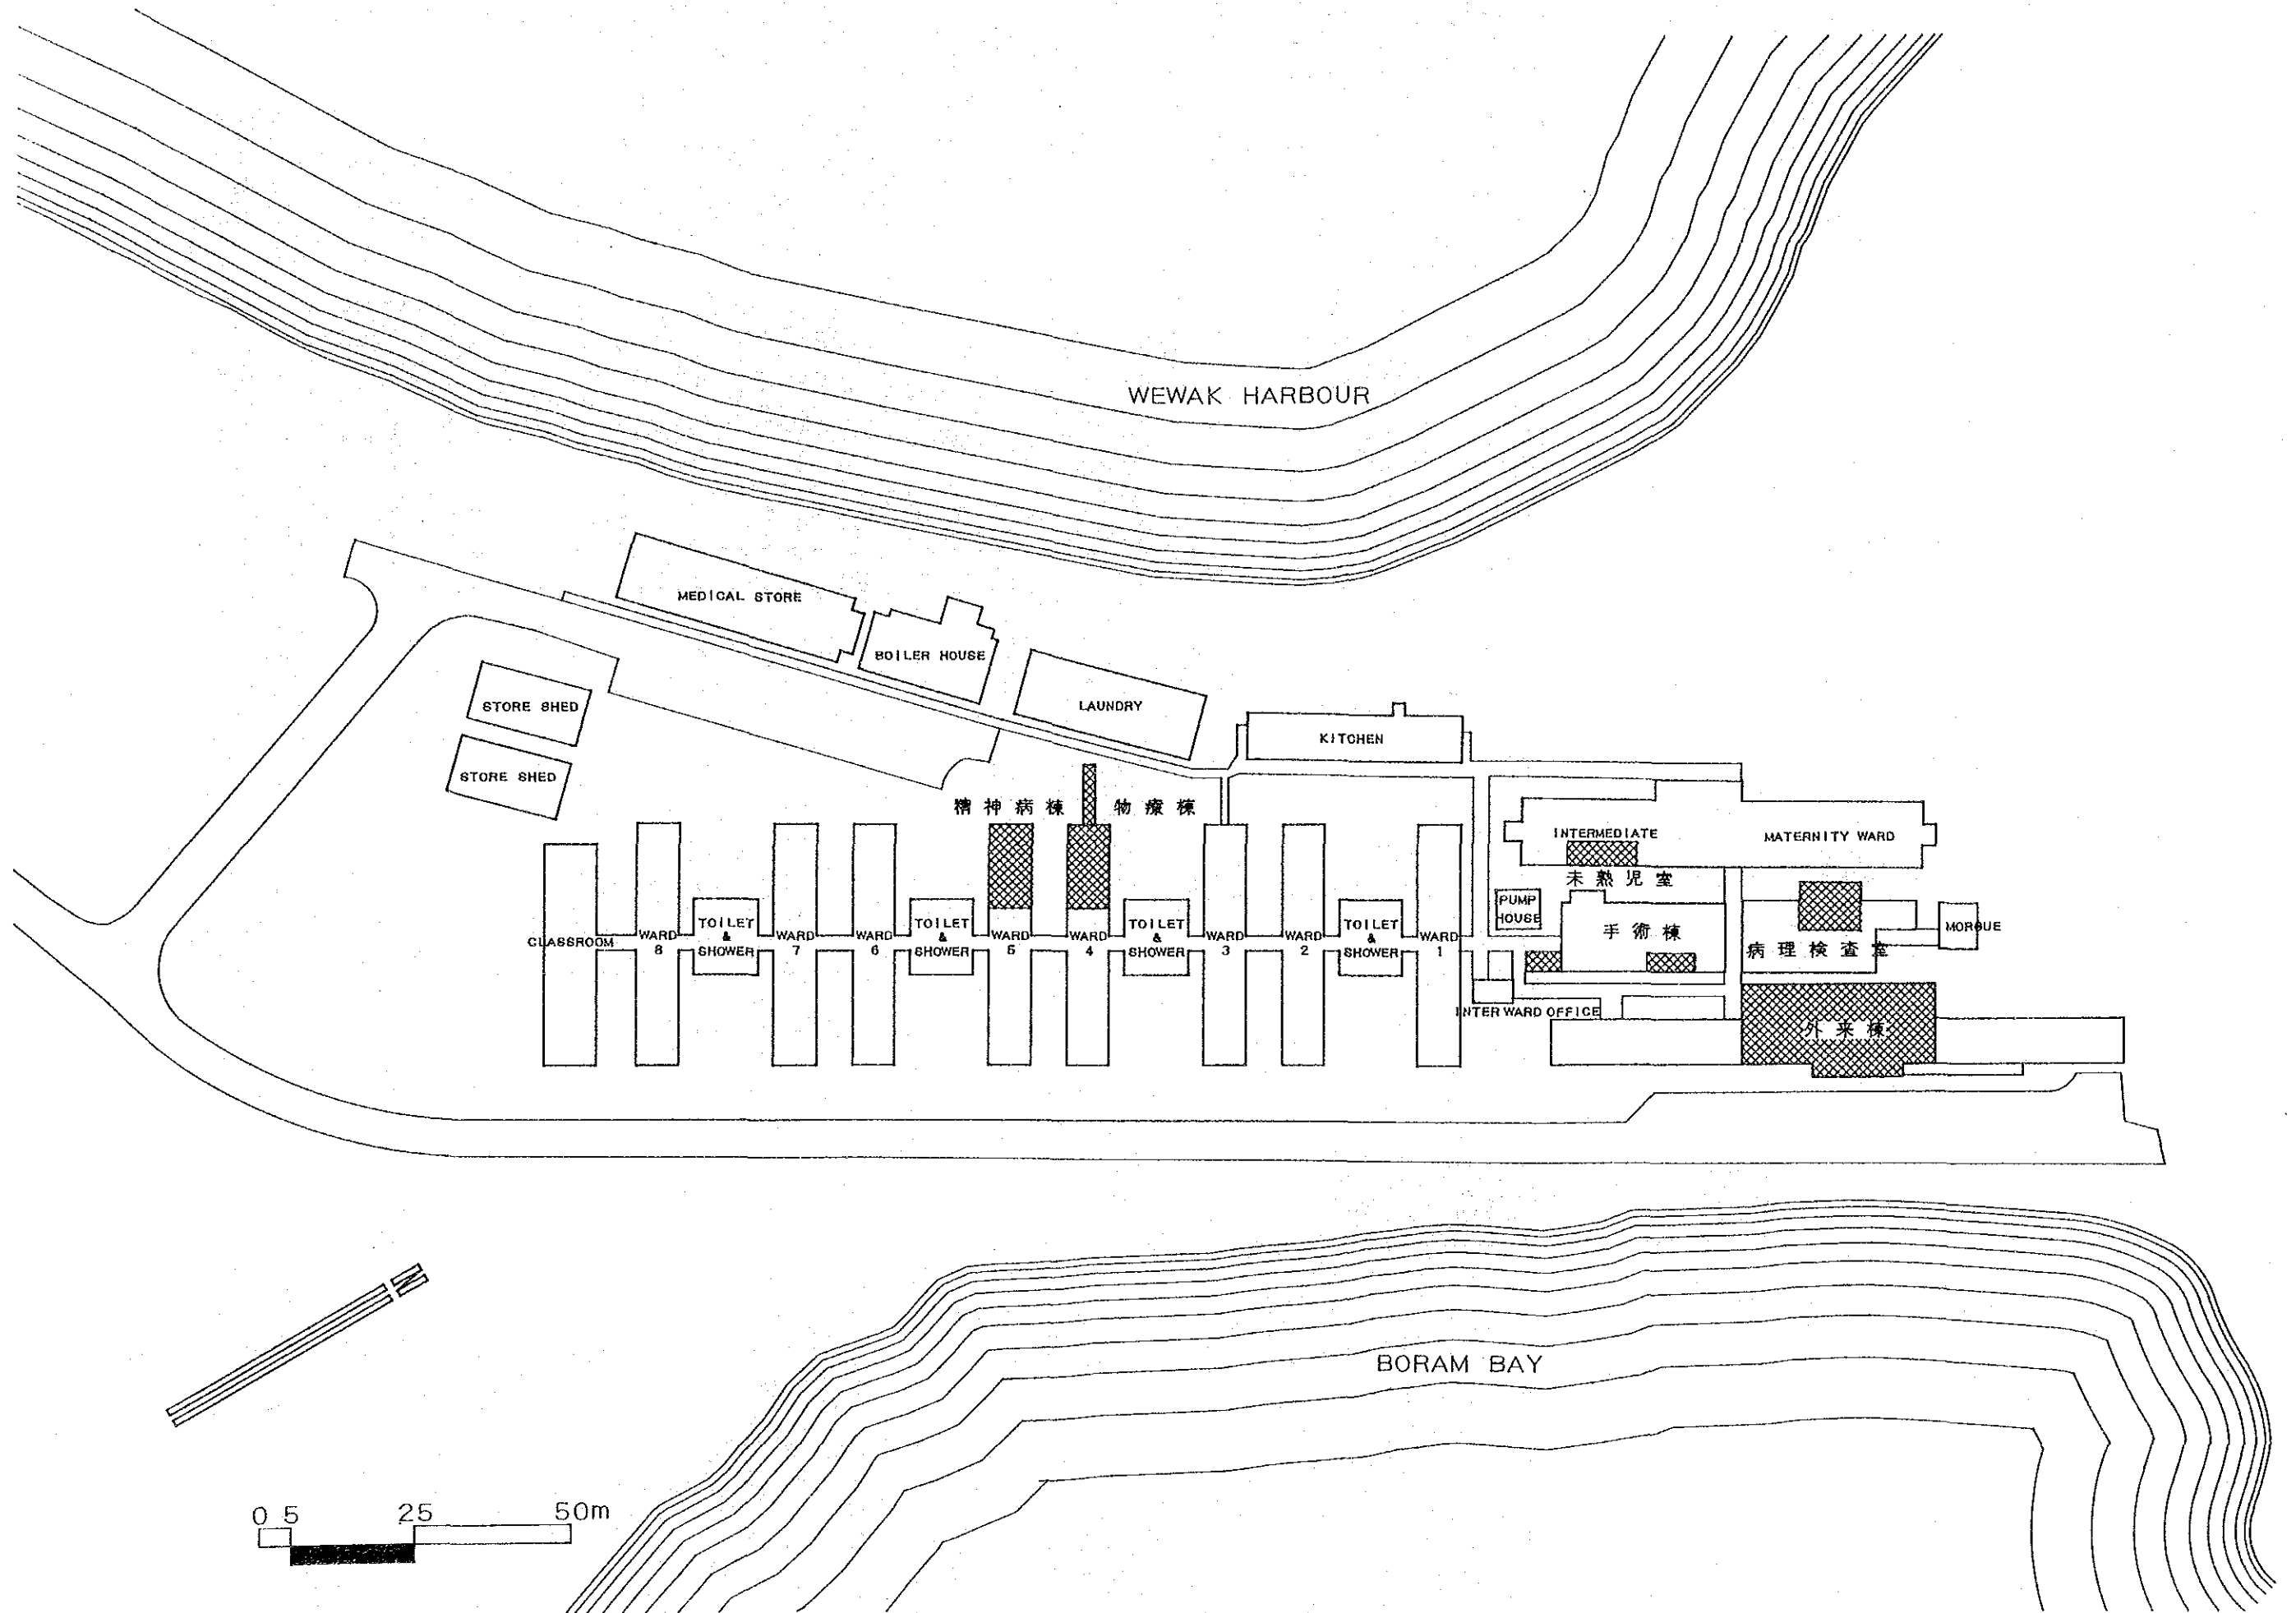 WEWAK HARBOUR
MEDICAL STORE
BOILER HOUSE
STORE SHED
LAUNDRY
KITCHEN
STORE SHED
精神病棟
物療棟
INTERMEDIATE
MATERNITY WARD
未熟児室
PUMP
HOUSE
手術棟
MORGUE
病理検査室
CLASSROOM
WARD
8
TOILET
&
SHOWER
WARD
7
WARD
6
TOILET
&
SHOWER
WARD
5
WARD
4
TOILET
&
SHOWER
WARD
3
WARD
2
TOILET
&
SHOWER
WARD
1
INTER WARD OFFICE
外来棟
N
BORAM BAY
0 5 25 50m